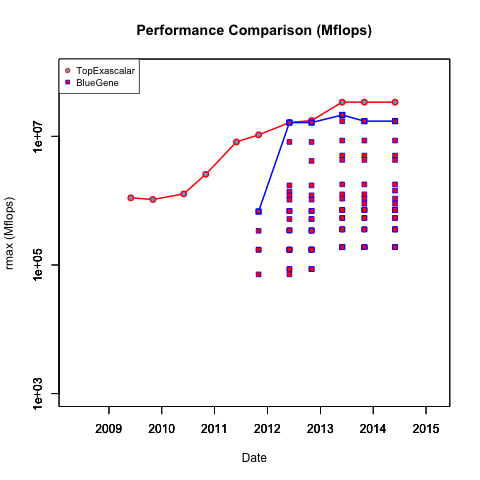 Performance Comparison (Mflops)
TopExascalar
BlueGene
1e+07
1e+05
1e+03
rmax (Mflops)
2009 2010 2011 2012 2013 2014 2015
Date